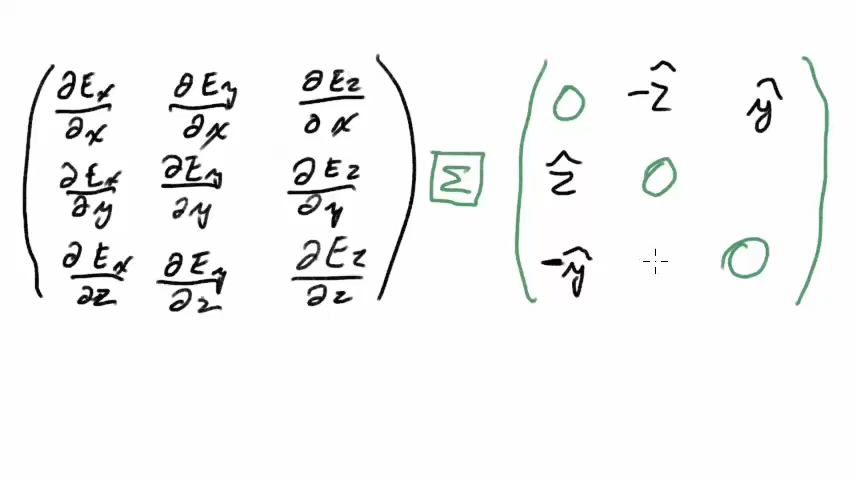 ∂Ex/∂x ∂Ey/∂x ∂Ez/∂x 0 -ẑ ŷ
∂Ex/∂y ∂Ey/∂y ∂Ez/∂y Σ ẑ 0
∂Ex/∂z ∂Ey/∂z ∂Ez/∂z -ŷ 0